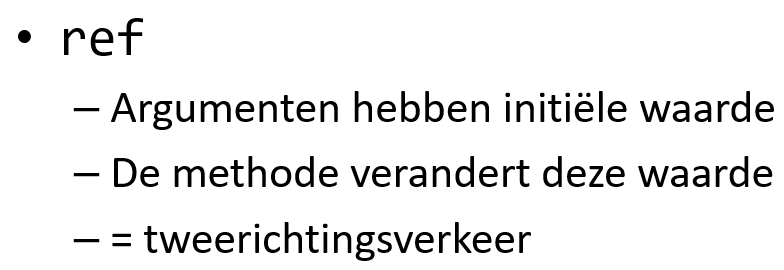 • ref
– Argumenten hebben initiële waarde
– De methode verandert deze waarde
– = tweerichtingsverkeer